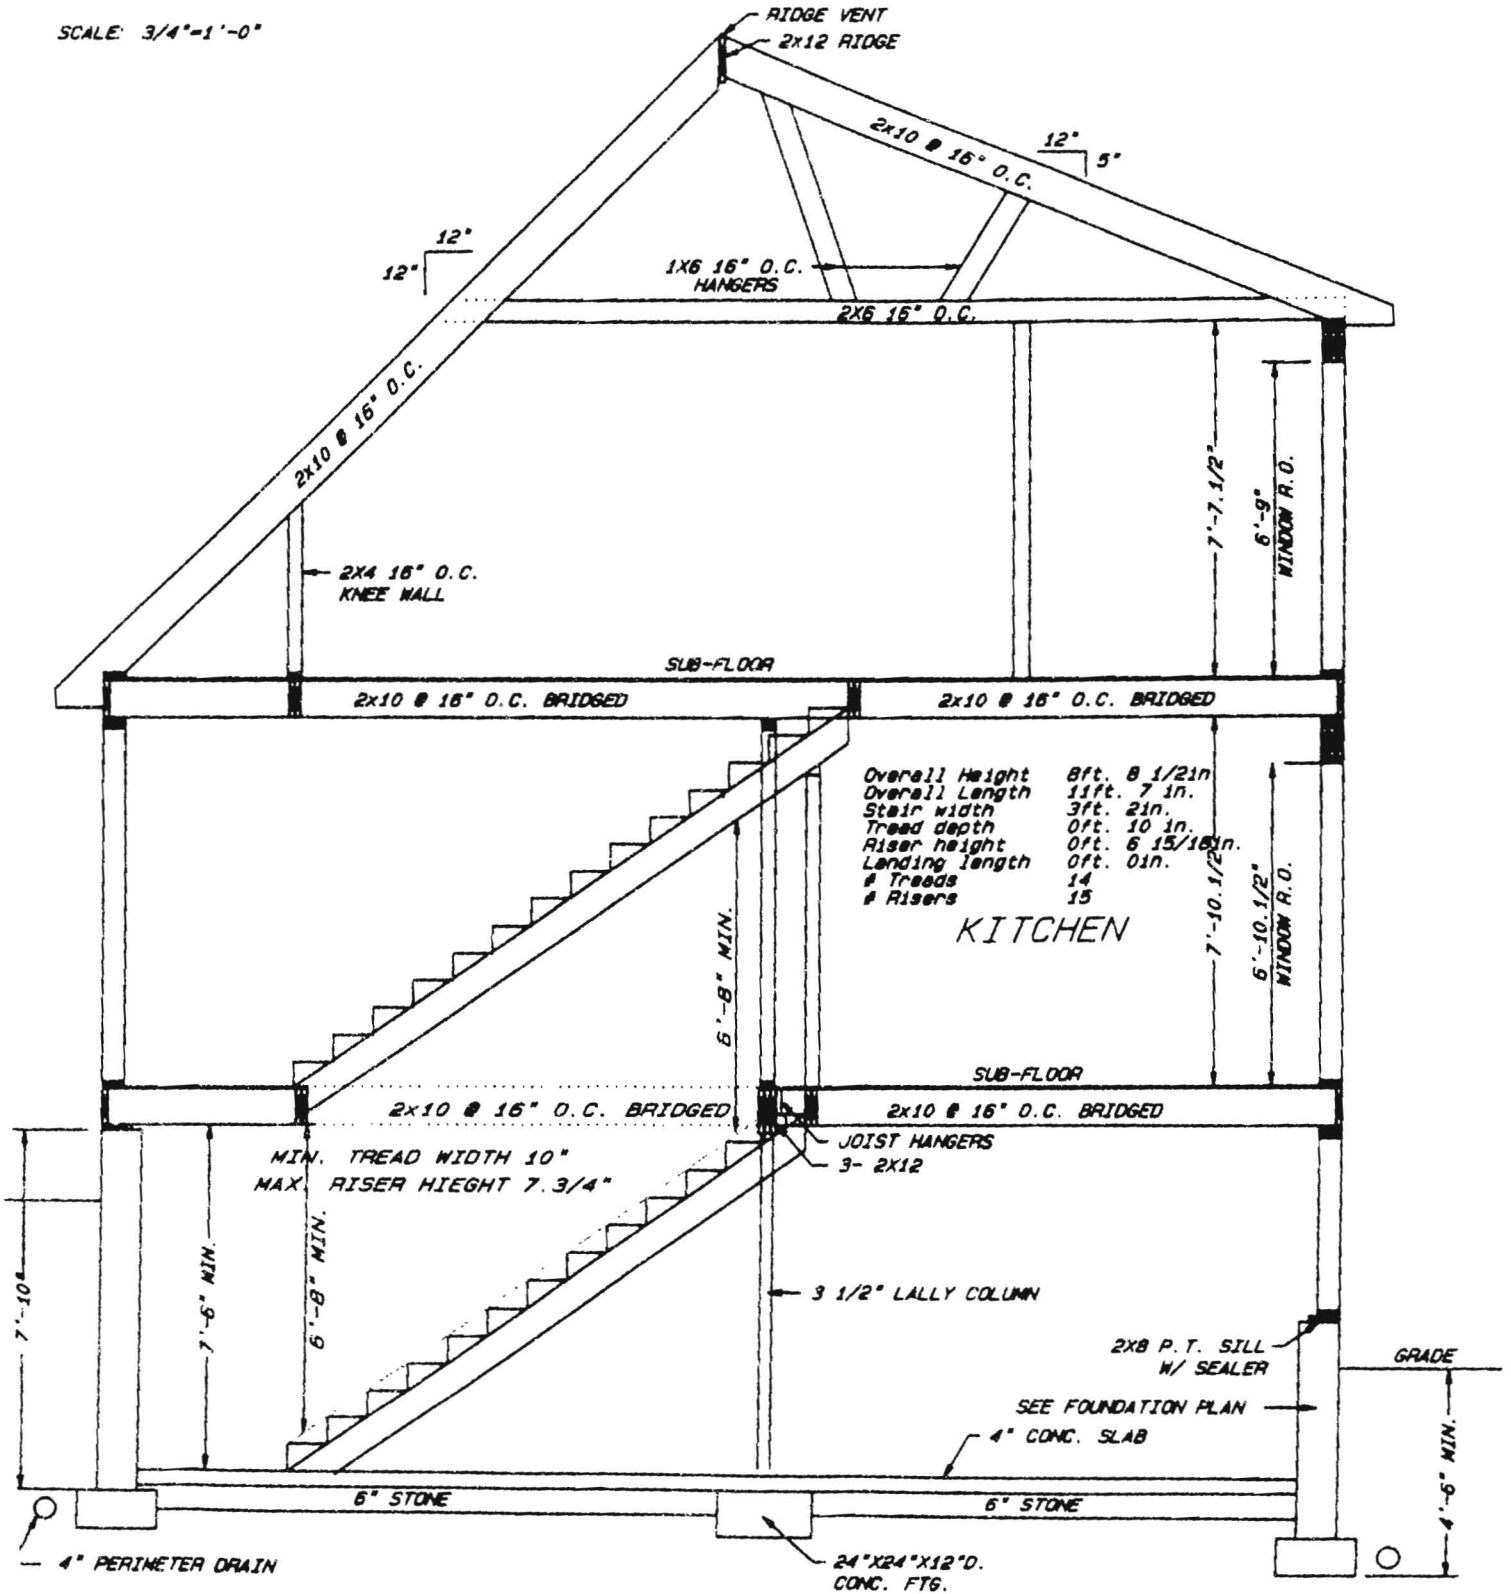 SCALE: 3/4"=1'-0"
RIDGE VENT
2x12 RIDGE
2x10 @ 16" O.C.
12"
5"
12"
12"
1X6 16" O.C.
HANGERS
2X6 16" O.C.
2x10 @ 16" O.C.
7'-7.1/2"
6'-9"
WINDOW R.O.
2X4 16" O.C.
KNEE WALL
SUB-FLOOR
2x10 @ 16" O.C. BRIDGED
2x10 @ 16" O.C. BRIDGED
Overall Height 8ft. 8 1/2in
Overall Length 11ft. 7 in.
Stair width 3ft. 2in.
Tread depth 0ft. 10 in.
Riser height 0ft. 6 15/16in.
Landing length 0ft. 0in.
# Treads 14
# Risers 15
KITCHEN
7'-10.1/2"
6'-10.1/2"
WINDOW R.O.
6'-8" MIN.
SUB-FLOOR
2x10 @ 16" O.C. BRIDGED
2x10 @ 16" O.C. BRIDGED
JOIST HANGERS
3- 2X12
MIN. TREAD WIDTH 10"
MAX. RISER HIEGHT 7.3/4"
7'-10"
7'-6" MIN.
6'-8" MIN.
3 1/2" LALLY COLUMN
2X8 P.T. SILL
W/ SEALER
GRADE
SEE FOUNDATION PLAN
4" CONC. SLAB
4'-6" MIN.
6" STONE
6" STONE
4" PERIMETER DRAIN
24"X24"X12"D.
CONC. FTG.